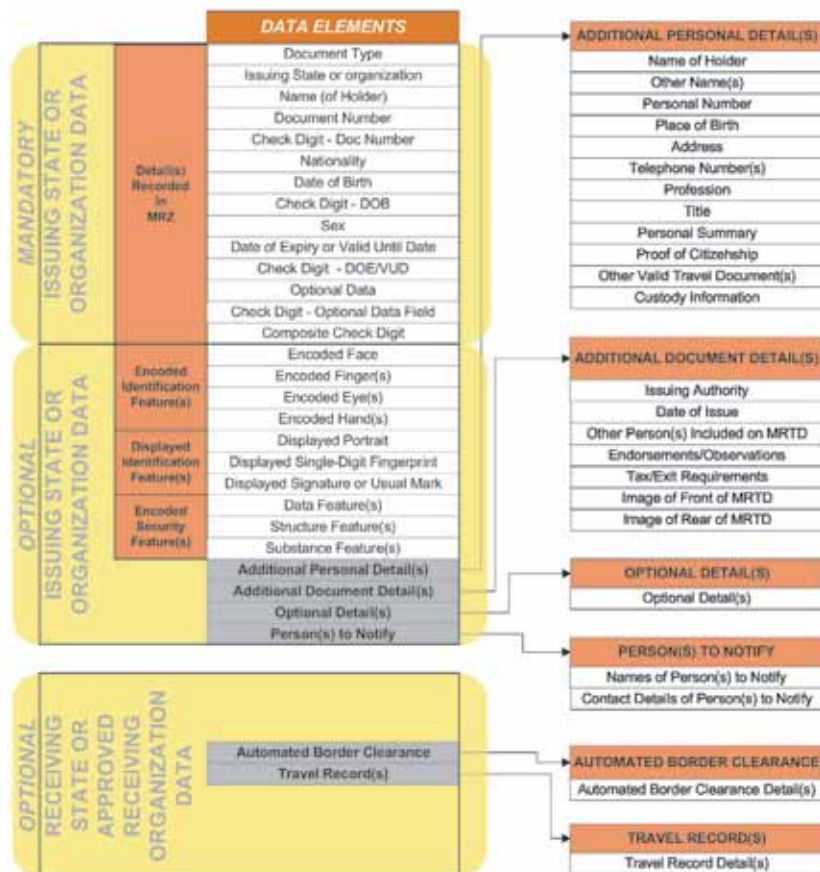 DATA ELEMENTS
MANDATORY
ISSUING STATE OR
ORGANIZATION DATA
Detail(s)
Recorded
in
MRZ
Document Type
Issuing State or organization
Name (of Holder)
Document Number
Check Digit - Doc Number
Nationality
Date of Birth
Check Digit - DOB
Sex
Date of Expiry or Valid Until Date
Check Digit - DOE/VUD
Optional Data
Check Digit - Optional Data Field
Composite Check Digit
OPTIONAL
ISSUING STATE OR
ORGANIZATION DATA
Encoded
Identification
Feature(s)
Encoded Face
Encoded Finger(s)
Encoded Eye(s)
Encoded Hand(s)
Displayed
Identification
Feature(s)
Displayed Portrait
Displayed Single-Digit Fingerprint
Displayed Signature or Usual Mark
Encoded
Security
Feature(s)
Data Feature(s)
Structure Feature(s)
Substance Feature(s)
Additional Personal Detail(s)
Additional Document Detail(s)
Optional Detail(s)
Person(s) to Notify
OPTIONAL
RECEIVING
STATE OR
APPROVED
RECEIVING
ORGANIZATION
DATA
Automated Border Clearance
Travel Record(s)
ADDITIONAL PERSONAL DETAIL(S)
Name of Holder
Other Name(s)
Personal Number
Place of Birth
Address
Telephone Number(s)
Profession
Title
Personal Summary
Proof of Citizehship
Other Valid Travel Document(s)
Custody Information
ADDITIONAL DOCUMENT DETAIL(S)
Issuing Authority
Date of Issue
Other Person(s) Included on MRTD
Endorsements/Observations
Tax/Exit Requirements
Image of Front of MRTD
Image of Rear of MRTD
OPTIONAL DETAIL(S)
Optional Detail(s)
PERSON(S) TO NOTIFY
Names of Person(s) to Notify
Contact Details of Person(s) to Notify
AUTOMATED BORDER CLEARANCE
Automated Border Clearance Detail(s)
TRAVEL RECORD(S)
Travel Record Detail(s)